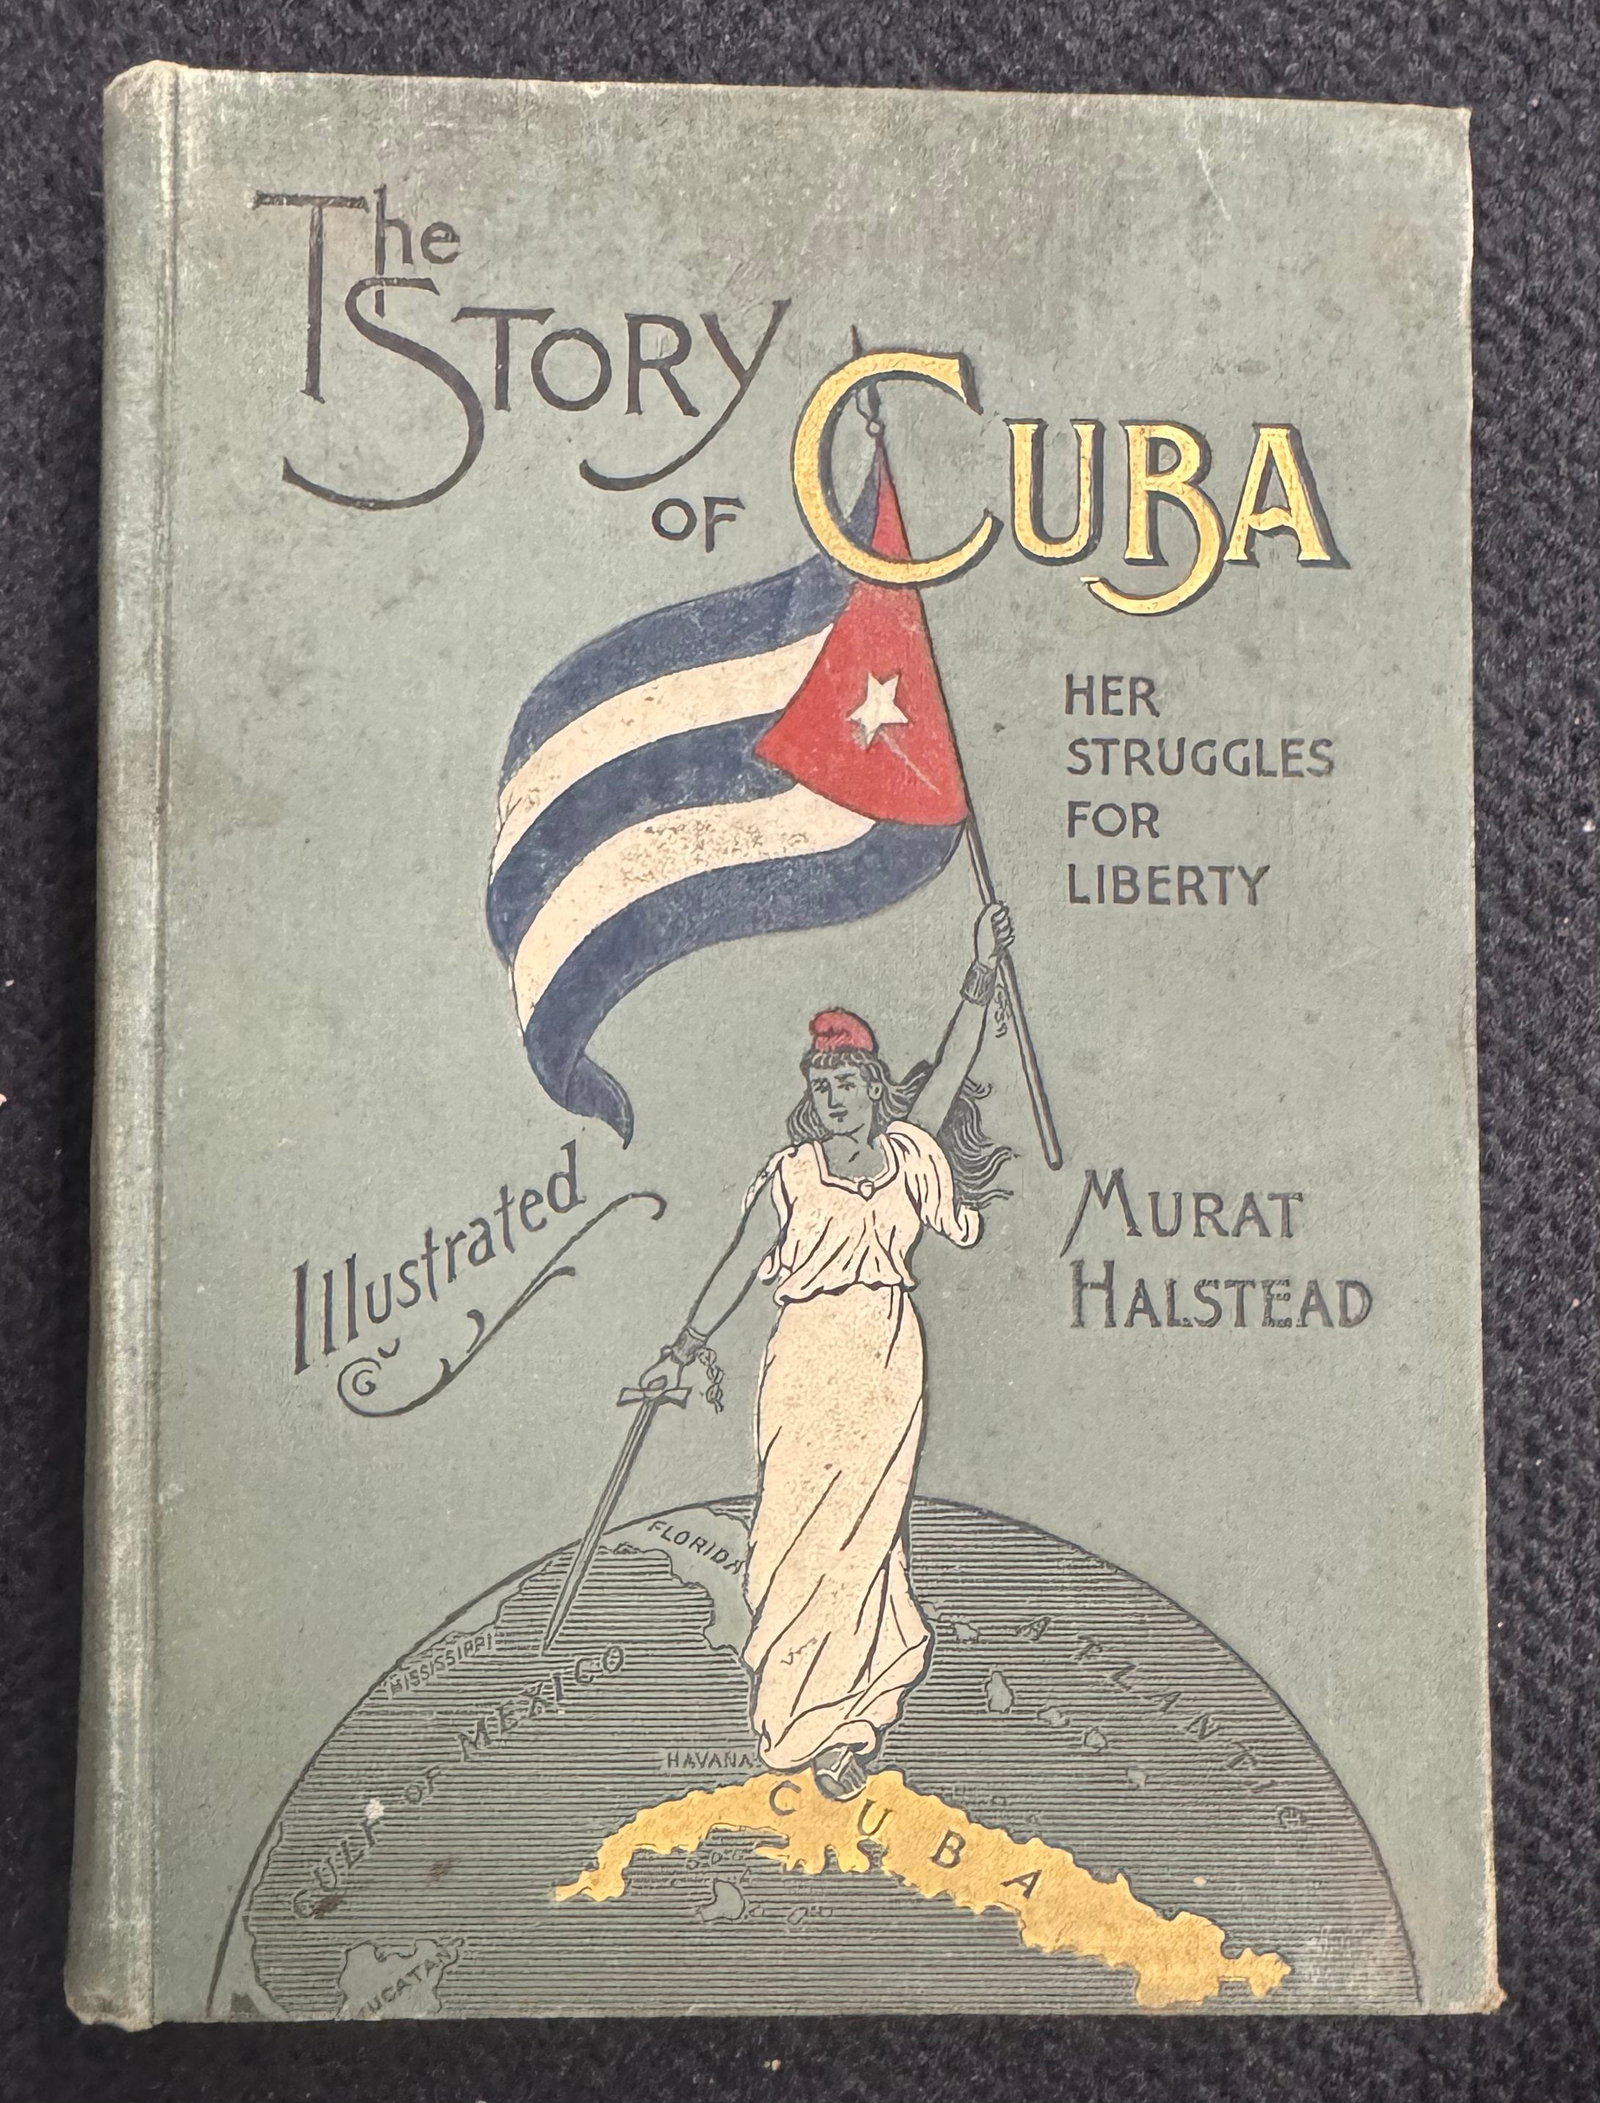 The
STORY
OF CUBA
HER
STRUGGLES
FOR
LIBERTY
Illustrated
MURAT
HALSTEAD
FLORIDA
MISSISSIPPI
GULF OF MEXICO
ATLANTIC
HAVANA
CUBA
YUCATAN